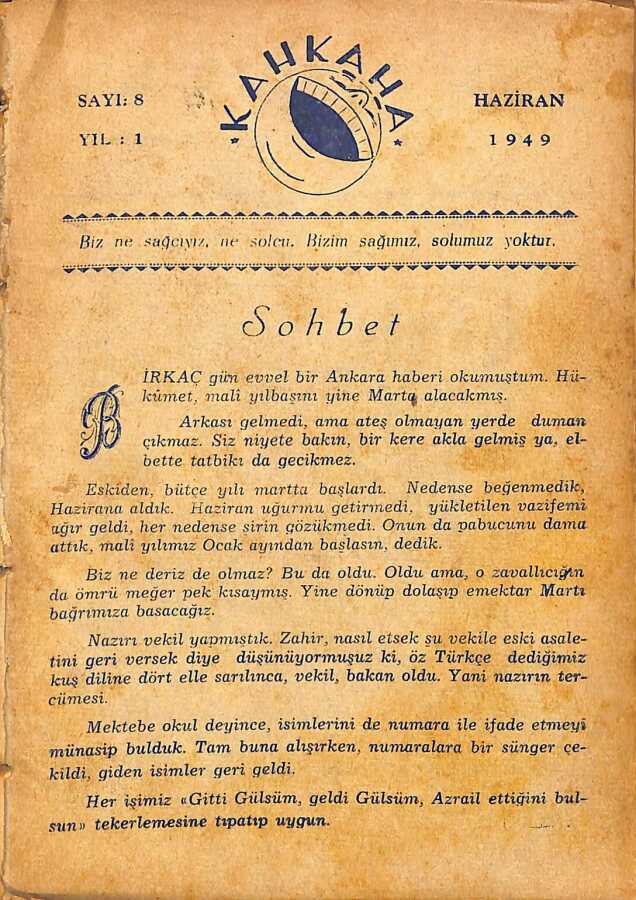 KAHKAHA
SAYI: 8
YIL : 1
HAZİRAN
1949
Biz ne sağcıyız, ne solcu. Bizim sağımız, solumuz yoktur.
Sohbet
BİRKAÇ gün evvel bir Ankara haberi okumuştum. Hü-
kûmet, malî yılbaşını yine Marta alacakmış.
Arkası gelmedi, ama ateş olmayan yerde duman
çıkmaz. Siz niyete bakın, bir kere akla gelmiş ya, el-
bette tatbikı da gecikmez.
Eskiden, bütçe yılı martta başlardı. Nedense beğenmedik,
Hazirana aldık. Haziran uğurmu getirmedi, yükletilen vazifemi
ağır geldi, her nedense şirin gözükmedi. Onun da pabucunu dama
attık, malî yılımız Ocak ayından başlasın, dedik.
Biz ne deriz de olmaz? Bu da oldu. Oldu ama, o zavallıcığın
da ömrü meğer pek kısaymış. Yine dönüp dolaşıp emektar Martı
bağrımıza basacağız.
Nazırı vekil yapmıştık. Zahir, nasıl etsek şu vekile eski asale-
tini geri versek diye düşünüyormuşuz ki, öz Türkçe dediğimiz
kuş diline dört elle sarılınca, vekil, bakan oldu. Yani nazırın ter-
cümesi.
Mektebe okul deyince, isimlerini de numara ile ifade etmeyi
münasip bulduk. Tam buna alışırken, numaralara bir sünger çe-
kildi, giden isimler geri geldi.
Her işimiz «Gitti Gülsüm, geldi Gülsüm, Azrail ettiğini bul-
sun» tekerlemesine tıpatıp uygun.